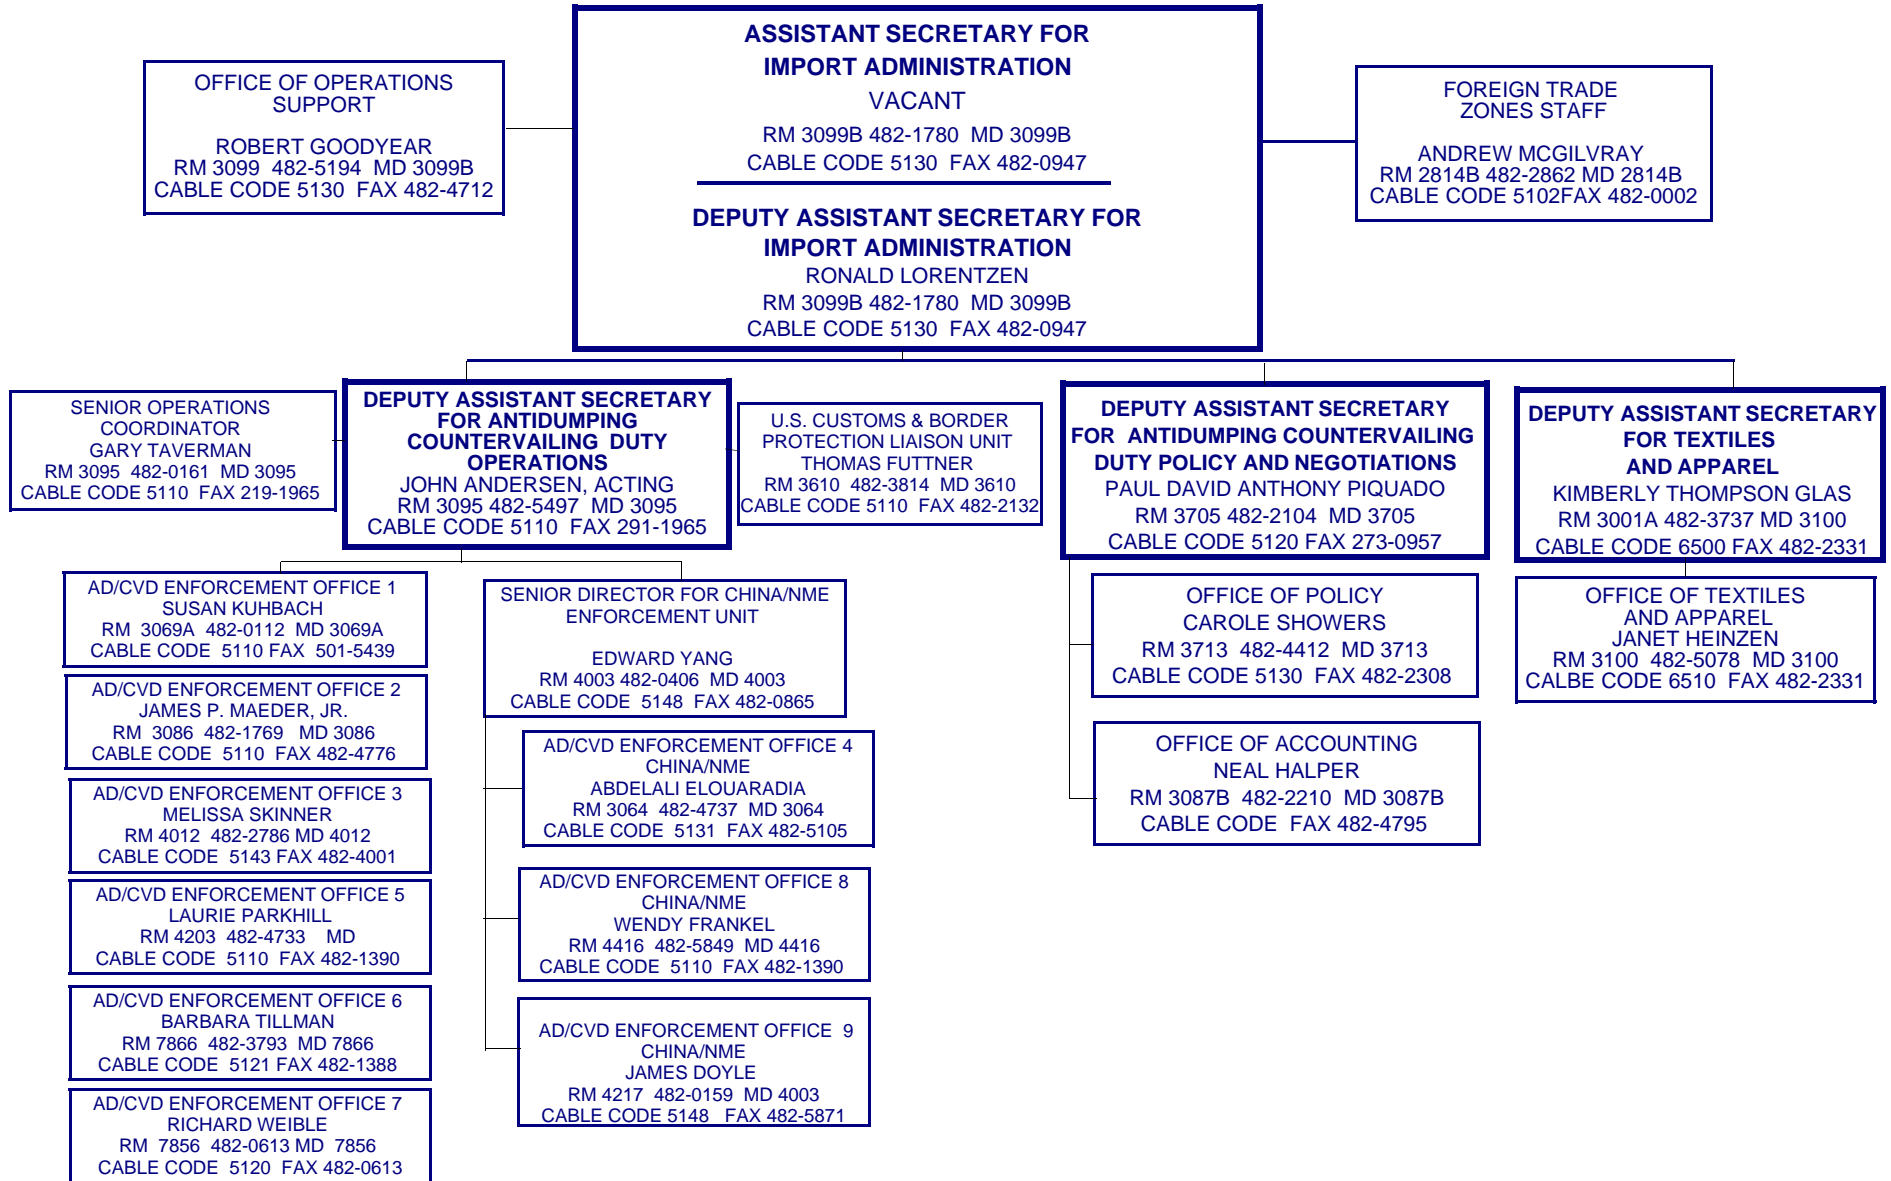 ASSISTANT SECRETARY FOR
IMPORT ADMINISTRATION
VACANT
RM 3099B 482-1780 MD 3099B
CABLE CODE 5130 FAX 482-0947
DEPUTY ASSISTANT SECRETARY FOR
IMPORT ADMINISTRATION
RONALD LORENTZEN
RM 3099B 482-1780 MD 3099B
CABLE CODE 5130 FAX 482-0947
OFFICE OF OPERATIONS
SUPPORT
ROBERT GOODYEAR
RM 3099 482-5194 MD 3099B
CABLE CODE 5130 FAX 482-4712
FOREIGN TRADE
ZONES STAFF
ANDREW MCGILVRAY
RM 2814B 482-2862 MD 2814B
CABLE CODE 5102FAX 482-0002
SENIOR OPERATIONS
COORDINATOR
GARY TAVERMAN
RM 3095 482-0161 MD 3095
CABLE CODE 5110 FAX 219-1965
DEPUTY ASSISTANT SECRETARY
FOR ANTIDUMPING
COUNTERVAILING DUTY
OPERATIONS
JOHN ANDERSEN, ACTING
RM 3095 482-5497 MD 3095
CABLE CODE 5110 FAX 291-1965
U.S. CUSTOMS & BORDER
PROTECTION LIAISON UNIT
THOMAS FUTTNER
RM 3610 482-3814 MD 3610
CABLE CODE 5110 FAX 482-2132
DEPUTY ASSISTANT SECRETARY
FOR ANTIDUMPING COUNTERVAILING
DUTY POLICY AND NEGOTIATIONS
PAUL DAVID ANTHONY PIQUADO
RM 3705 482-2104 MD 3705
CABLE CODE 5120 FAX 273-0957
DEPUTY ASSISTANT SECRETARY
FOR TEXTILES
AND APPAREL
KIMBERLY THOMPSON GLAS
RM 3001A 482-3737 MD 3100
CABLE CODE 6500 FAX 482-2331
AD/CVD ENFORCEMENT OFFICE 1
SUSAN KUHBACH
RM 3069A 482-0112 MD 3069A
CABLE CODE 5110 FAX 501-5439
AD/CVD ENFORCEMENT OFFICE 2
JAMES P. MAEDER, JR.
RM 3086 482-1769 MD 3086
CABLE CODE 5110 FAX 482-4776
AD/CVD ENFORCEMENT OFFICE 3
MELISSA SKINNER
RM 4012 482-2786 MD 4012
CABLE CODE 5143 FAX 482-4001
AD/CVD ENFORCEMENT OFFICE 5
LAURIE PARKHILL
RM 4203 482-4733 MD
CABLE CODE 5110 FAX 482-1390
AD/CVD ENFORCEMENT OFFICE 6
BARBARA TILLMAN
RM 7866 482-3793 MD 7866
CABLE CODE 5121 FAX 482-1388
AD/CVD ENFORCEMENT OFFICE 7
RICHARD WEIBLE
RM 7856 482-0613 MD 7856
CABLE CODE 5120 FAX 482-0613
SENIOR DIRECTOR FOR CHINA/NME
ENFORCEMENT UNIT
EDWARD YANG
RM 4003 482-0406 MD 4003
CABLE CODE 5148 FAX 482-0865
AD/CVD ENFORCEMENT OFFICE 4
CHINA/NME
ABDELALI ELOUARADIA
RM 3064 482-4737 MD 3064
CABLE CODE 5131 FAX 482-5105
AD/CVD ENFORCEMENT OFFICE 8
CHINA/NME
WENDY FRANKEL
RM 4416 482-5849 MD 4416
CABLE CODE 5110 FAX 482-1390
AD/CVD ENFORCEMENT OFFICE 9
CHINA/NME
JAMES DOYLE
RM 4217 482-0159 MD 4003
CABLE CODE 5148 FAX 482-5871
OFFICE OF POLICY
CAROLE SHOWERS
RM 3713 482-4412 MD 3713
CABLE CODE 5130 FAX 482-2308
OFFICE OF ACCOUNTING
NEAL HALPER
RM 3087B 482-2210 MD 3087B
CABLE CODE FAX 482-4795
OFFICE OF TEXTILES
AND APPAREL
JANET HEINZEN
RM 3100 482-5078 MD 3100
CALBE CODE 6510 FAX 482-2331